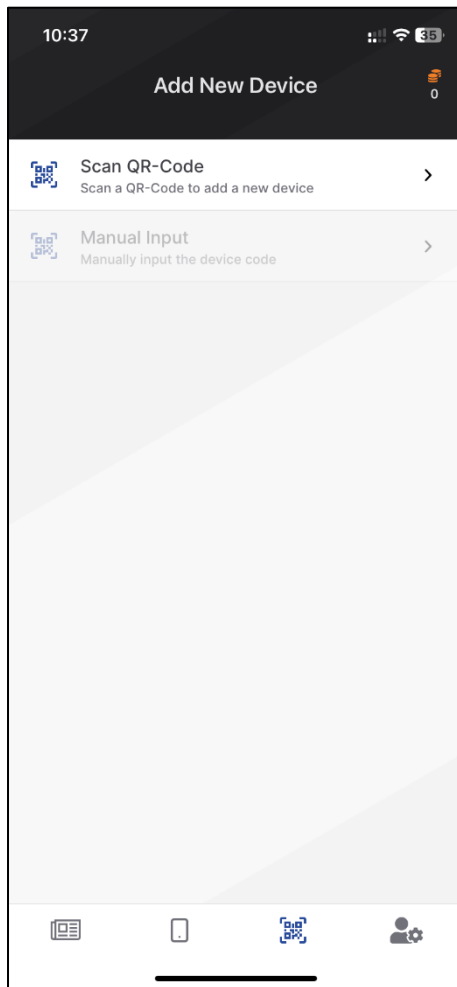 10:37
35
Add New Device
0
Scan QR-Code
Scan a QR-Code to add a new device
Manual Input
Manually input the device code